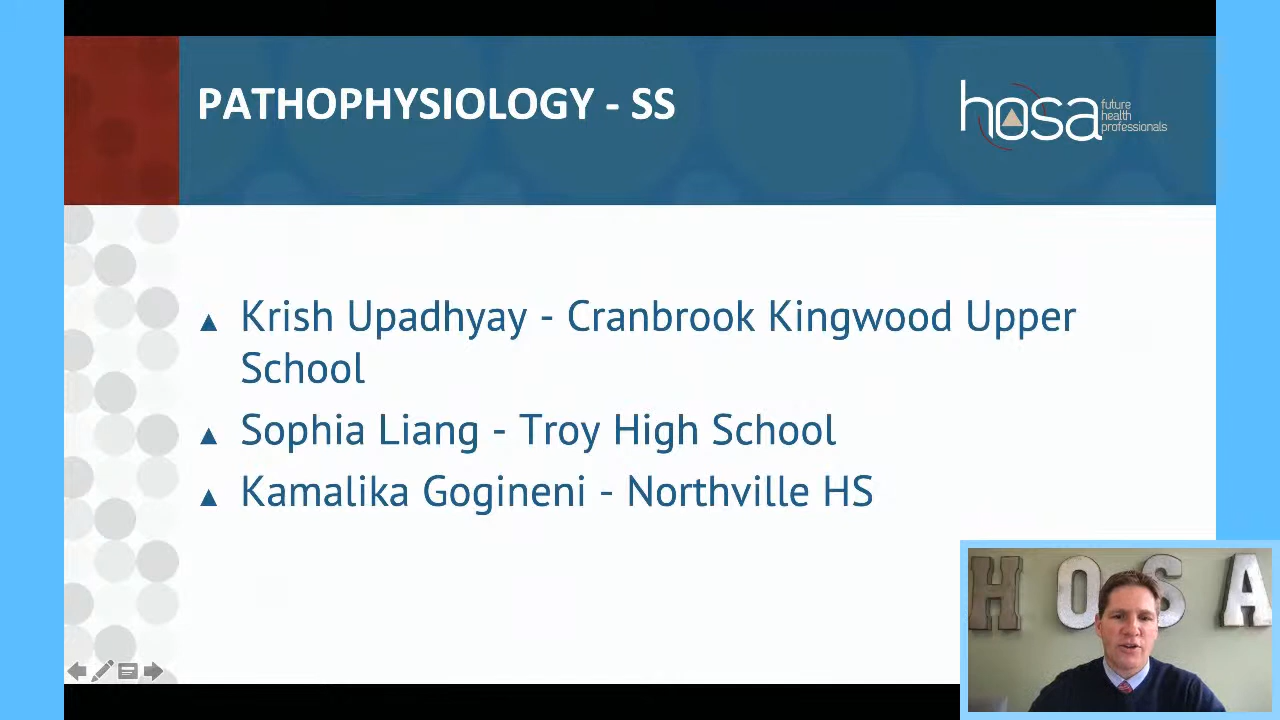 PATHOPHYSIOLOGY - SS
hosa
future
health
professionals
▲ Krish Upadhyay - Cranbrook Kingwood Upper
School
▲ Sophia Liang - Troy High School
▲ Kamalika Gogineni - Northville HS
HOSA